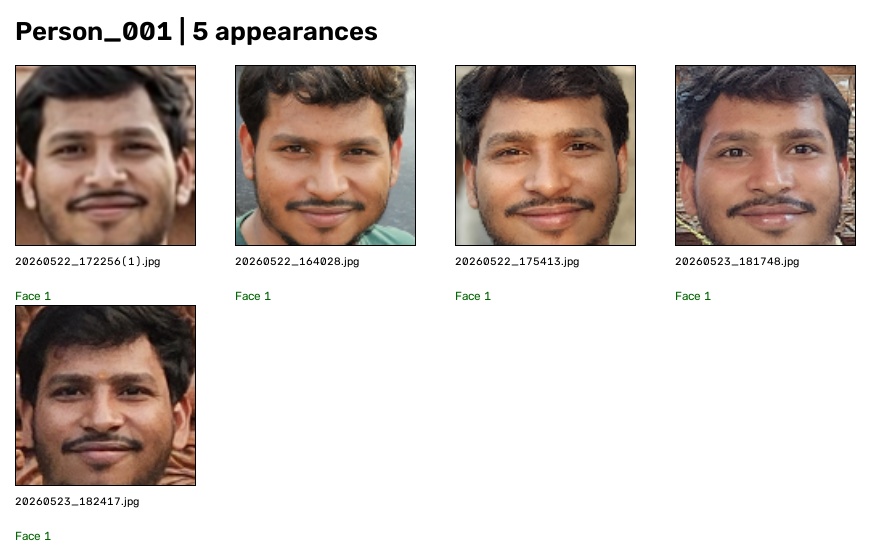 Person_001 | 5 appearances
20260522_172256(1).jpg
20260522_164028.jpg
20260522_175413.jpg
20260523_181748.jpg
Face 1
Face 1
Face 1
Face 1
20260523_182417.jpg
Face 1